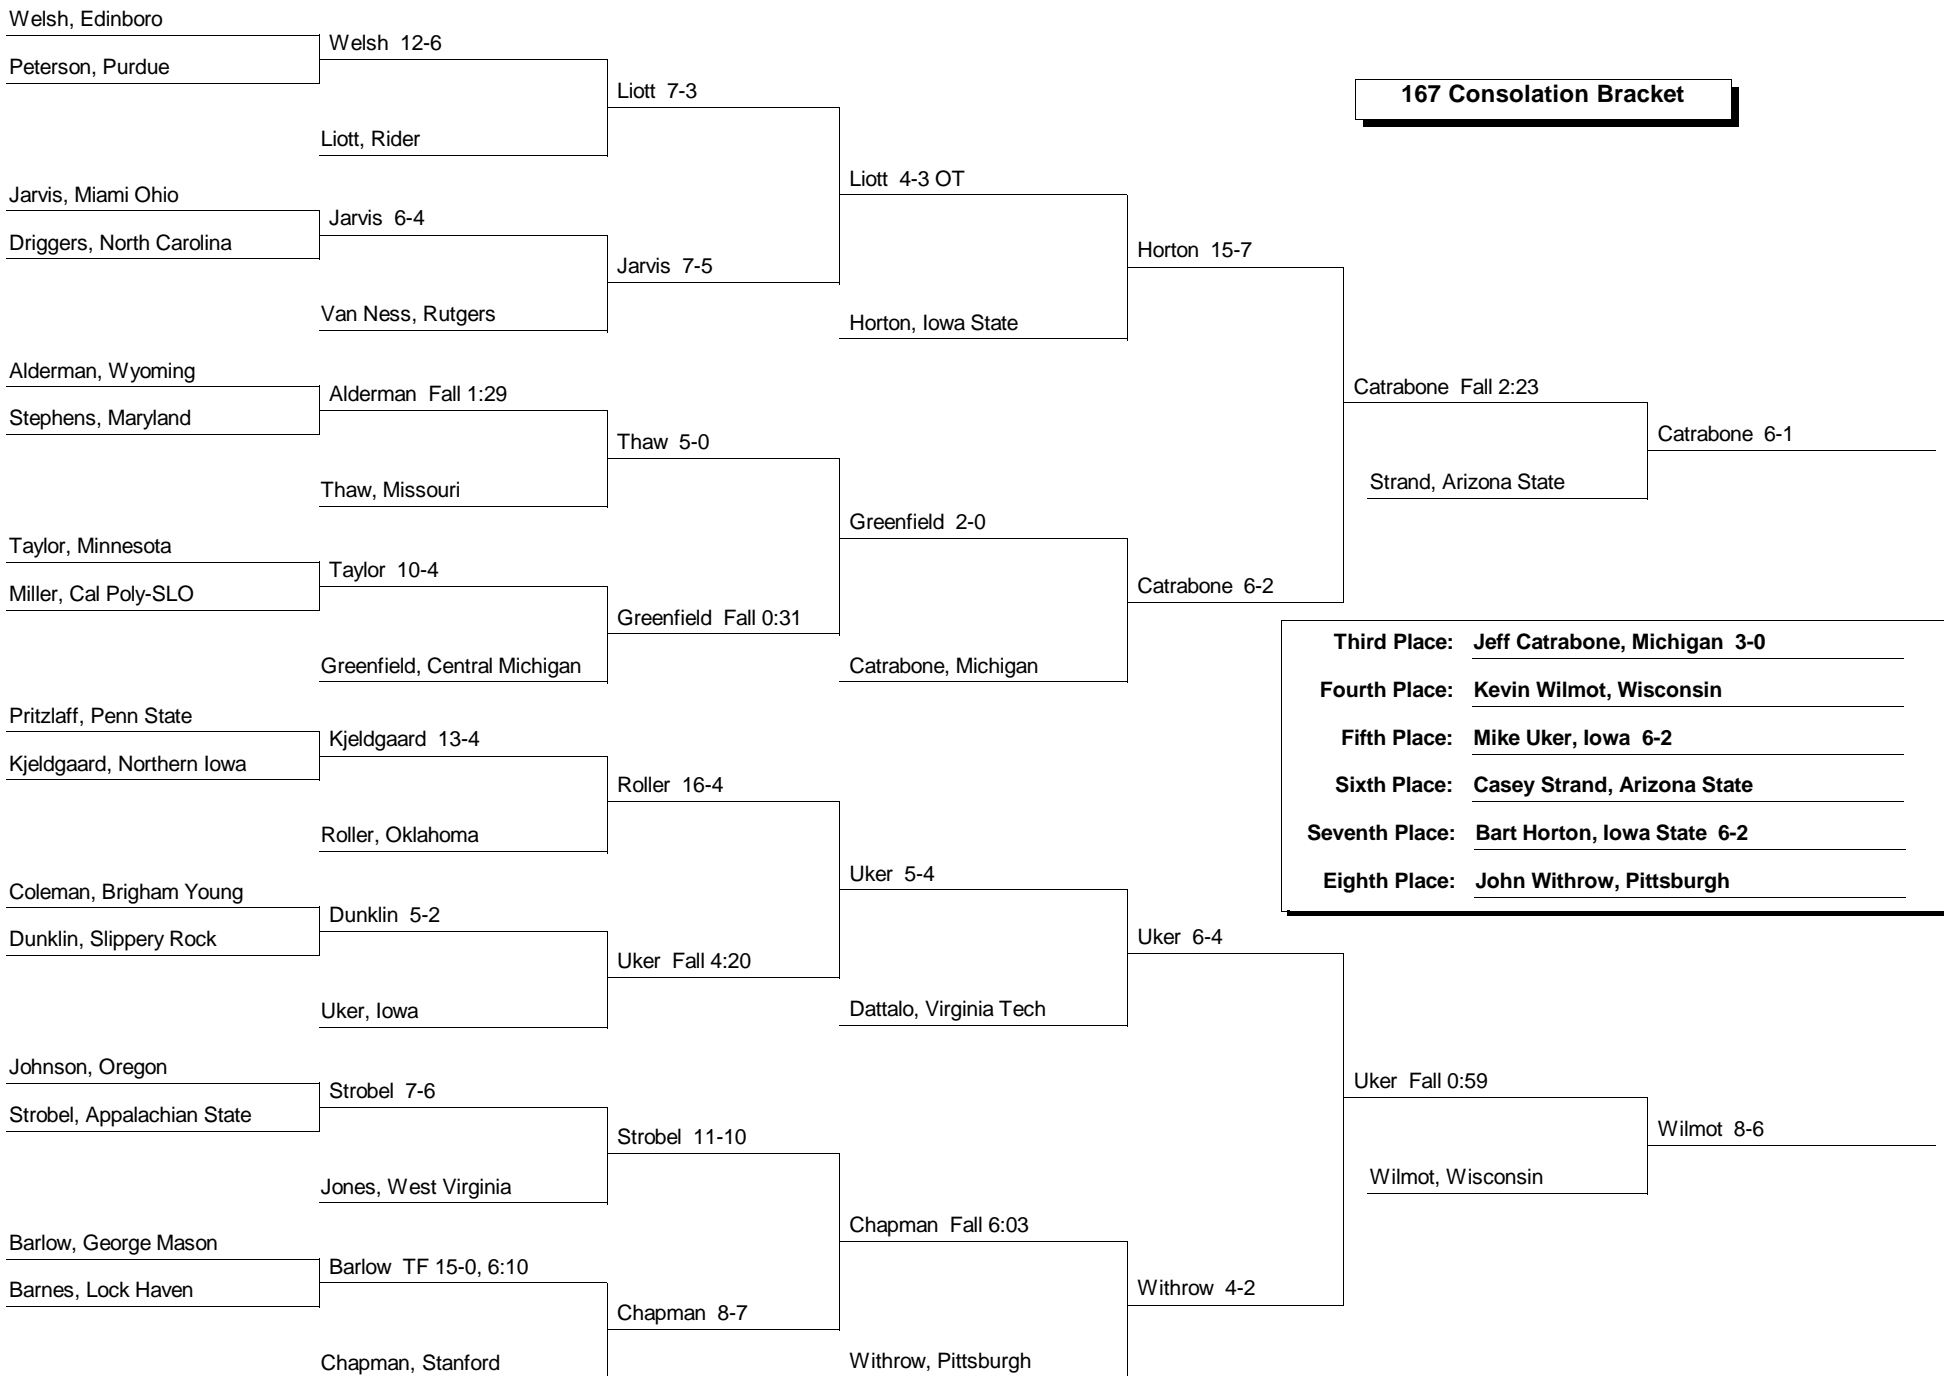 Welsh, Edinboro
Welsh 12-6
Peterson, Purdue
Liott 7-3
167 Consolation Bracket
Liott, Rider
Liott 4-3 OT
Jarvis, Miami Ohio
Jarvis 6-4
Driggers, North Carolina
Horton 15-7
Jarvis 7-5
Van Ness, Rutgers
Horton, Iowa State
Alderman, Wyoming
Catrabone Fall 2:23
Alderman Fall 1:29
Stephens, Maryland
Catrabone 6-1
Thaw 5-0
Strand, Arizona State
Thaw, Missouri
Greenfield 2-0
Taylor, Minnesota
Taylor 10-4
Catrabone 6-2
Miller, Cal Poly-SLO
Greenfield Fall 0:31
Third Place: Jeff Catrabone, Michigan 3-0
Greenfield, Central Michigan
Catrabone, Michigan
Fourth Place: Kevin Wilmot, Wisconsin
Pritzlaff, Penn State
Kjeldgaard 13-4
Fifth Place: Mike Uker, Iowa 6-2
Kjeldgaard, Northern Iowa
Roller 16-4
Sixth Place: Casey Strand, Arizona State
Roller, Oklahoma
Seventh Place: Bart Horton, Iowa State 6-2
Uker 5-4
Eighth Place: John Withrow, Pittsburgh
Coleman, Brigham Young
Dunklin 5-2
Dunklin, Slippery Rock
Uker 6-4
Uker Fall 4:20
Uker, Iowa
Dattalo, Virginia Tech
Johnson, Oregon
Uker Fall 0:59
Strobel 7-6
Strobel, Appalachian State
Wilmot 8-6
Strobel 11-10
Wilmot, Wisconsin
Jones, West Virginia
Chapman Fall 6:03
Barlow, George Mason
Barlow TF 15-0, 6:10
Barnes, Lock Haven
Withrow 4-2
Chapman 8-7
Chapman, Stanford
Withrow, Pittsburgh